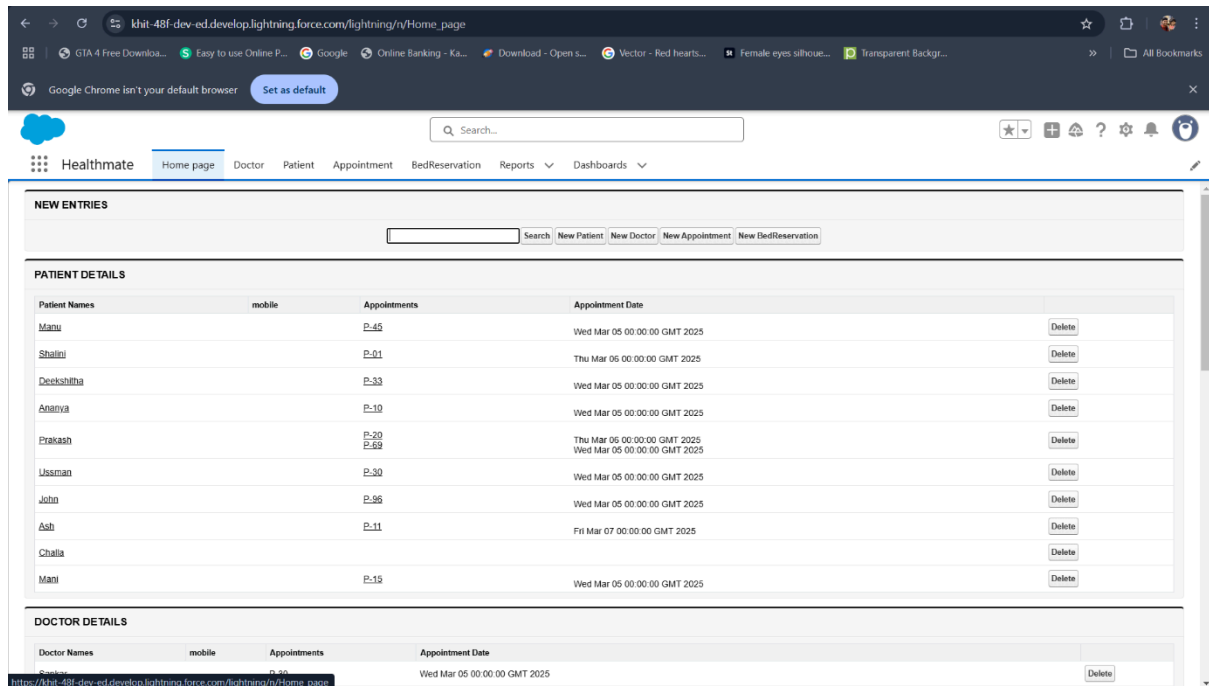 khit-48f-dev-ed.develop.lightning.force.com/lightning/n/Home_page
GTA 4 Free Downloa... Easy to use Online P... Google Online Banking - Ka... Download - Open s... Vector - Red hearts... Female eyes silhoue... Transparent Backgr... » All Bookmarks
Google Chrome isn't your default browser Set as default
Search...
Healthmate Home page Doctor Patient Appointment BedReservation Reports Dashboards
NEW ENTRIES
Search New Patient New Doctor New Appointment New BedReservation
PATIENT DETAILS
Patient Names mobile Appointments Appointment Date
Manu P-45 Wed Mar 05 00:00:00 GMT 2025 Delete
Shalini P-01 Thu Mar 06 00:00:00 GMT 2025 Delete
Deekshitha P-33 Wed Mar 05 00:00:00 GMT 2025 Delete
Ananya P-10 Wed Mar 05 00:00:00 GMT 2025 Delete
Prakash P-20 Thu Mar 06 00:00:00 GMT 2025 Delete
P-69 Wed Mar 05 00:00:00 GMT 2025
Ussman P-30 Wed Mar 05 00:00:00 GMT 2025 Delete
John P-96 Wed Mar 05 00:00:00 GMT 2025 Delete
Ash P-11 Fri Mar 07 00:00:00 GMT 2025 Delete
Challa Delete
Mani P-15 Wed Mar 05 00:00:00 GMT 2025 Delete
DOCTOR DETAILS
Doctor Names mobile Appointments Appointment Date
Sankar P-30 Wed Mar 05 00:00:00 GMT 2025 Delete
https://khit-48f-dev-ed.develop.lightning.force.com/lightning/n/Home_page